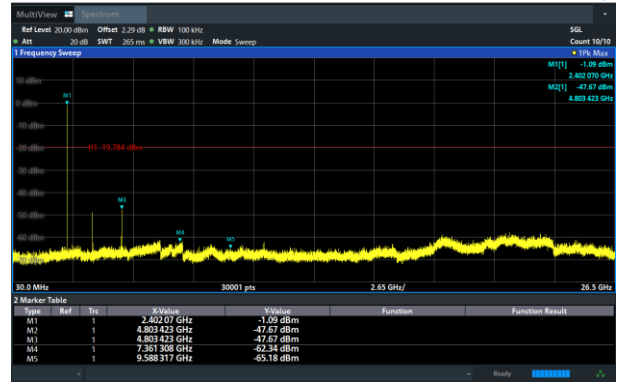 MultiView Spectrum
Ref Level 20.00 dBm Offset 2.29 dB RBW 100 kHz SGL
Att 20 dB SWT 265 ms VBW 300 kHz Mode Sweep Count 10/10
1 Frequency Sweep 1Pk Max
M1[1] -1.09 dBm
2.402 070 GHz
M2[1] -47.67 dBm
4.803 423 GHz
10 dBm
M1
0 dBm
-10 dBm
-20 dBm H1 -19.784 dBm
-30 dBm
-40 dBm
M3
-50 dBm
M4
-60 dBm M5
30.0 MHz 30001 pts 2.65 GHz/ 26.5 GHz
2 Marker Table
Type Ref Trc X-Value Y-Value Function Function Result
M1 1 2.402 07 GHz -1.09 dBm
M2 1 4.803 423 GHz -47.67 dBm
M3 1 4.803 423 GHz -47.67 dBm
M4 1 7.361 308 GHz -62.34 dBm
M5 1 9.588 317 GHz -65.18 dBm
Ready